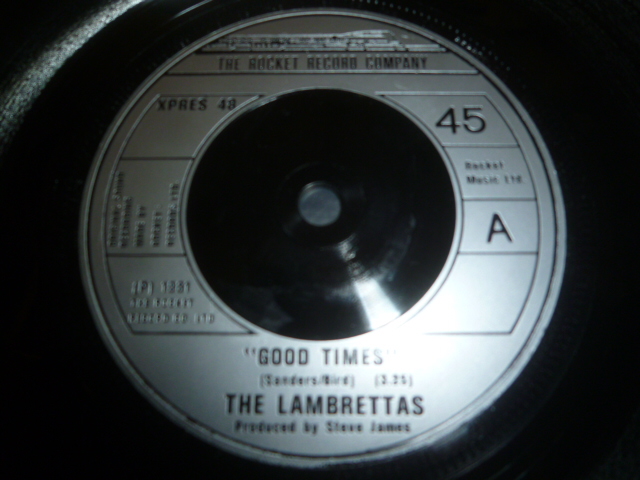 THE ROCKET RECORD COMPANY
XPRES 48
45
Rocket
Music Ltd
A
(P) 1981
"GOOD TIMES"
(Sanders/Bird) (3.25)
THE LAMBRETTAS
Produced by Steve James